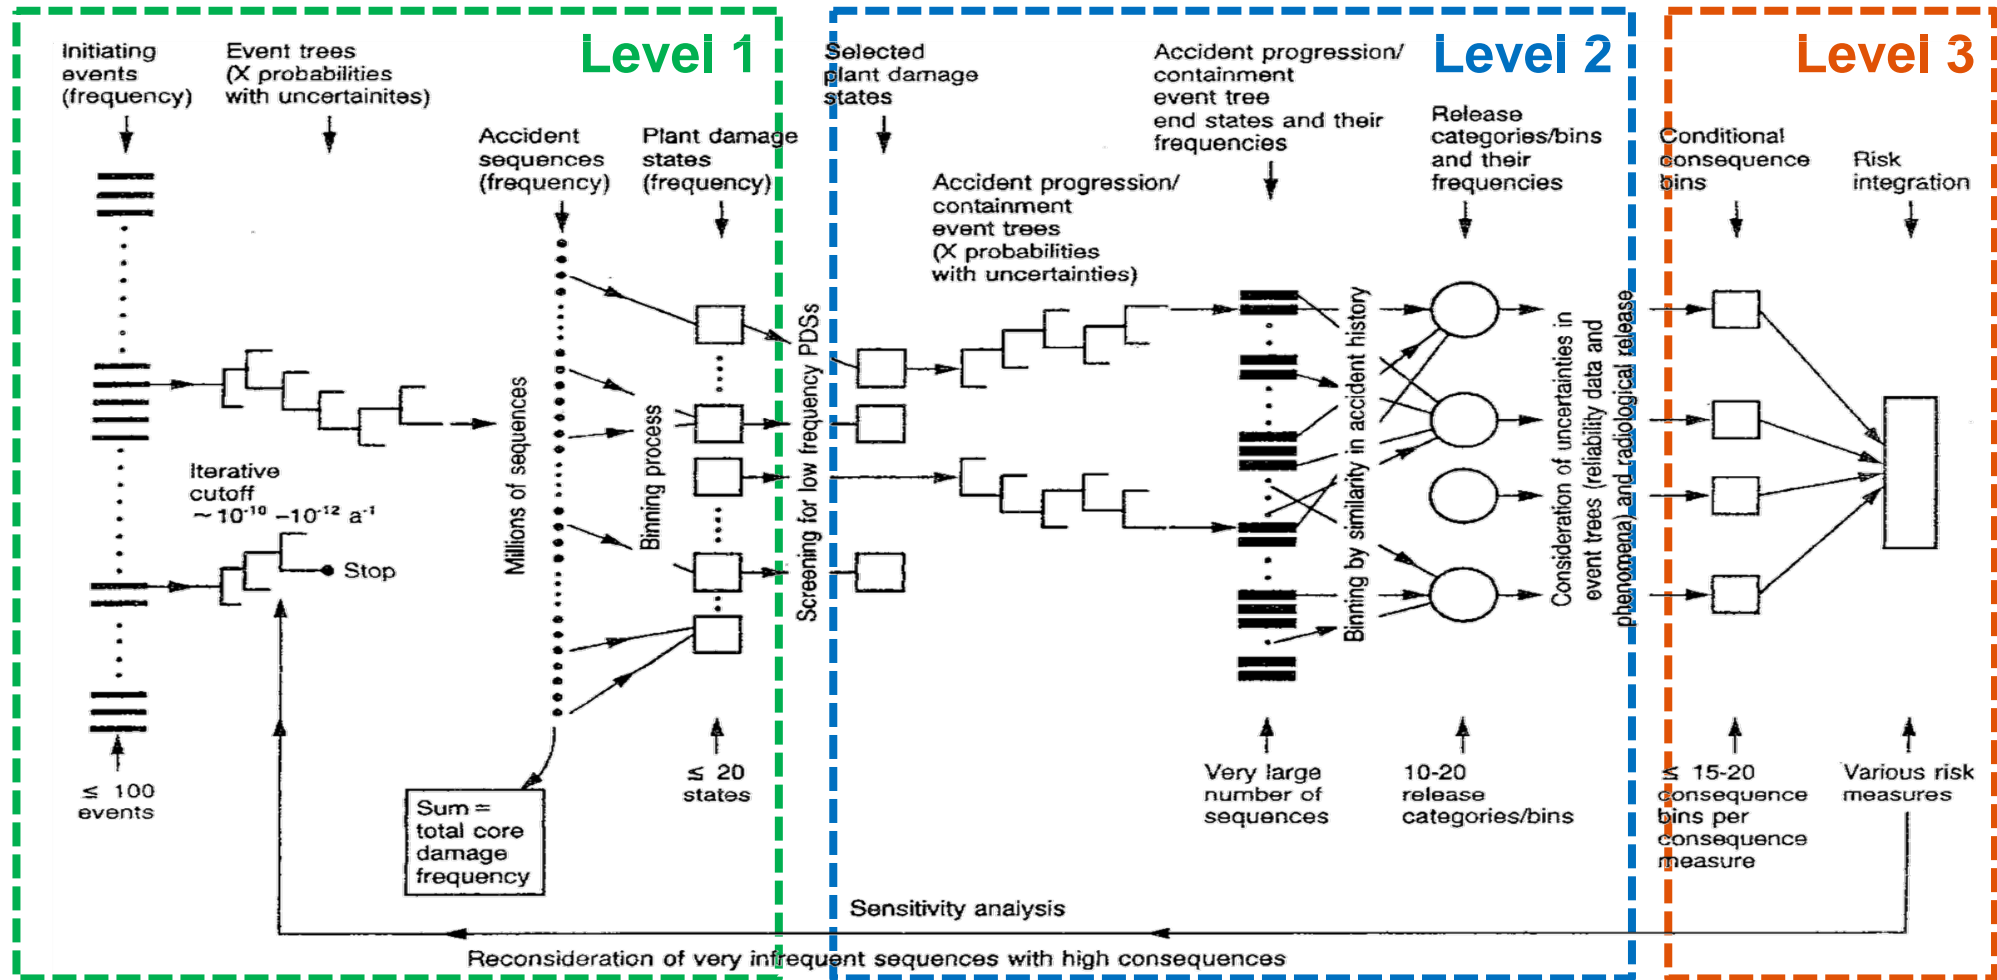 Level 1
Level 2
Level 3
Initiating
events
(frequency)
Event trees
(X probabilities
with uncertainites)
Accident
sequences
(frequency)
Plant damage
states
(frequency)
Selected
plant damage
states
Accident progression/
containment
event trees
(X probabilities
with uncertainties)
Accident progression/
containment
event tree
end states and their
frequencies
Release
categories/bins
and their
frequencies
Conditional
consequence
bins
Risk
integration
Iterative
cutoff
~ 10⁻¹⁰ –10⁻¹² a⁻¹
Stop
Millions of sequences
Binning process
Screening for low frequency PDSs
Binning by similarity in accident history
Consideration of uncertainties in
event trees (reliability data and
phenomena) and radiological release
≤ 100
events
Sum =
total core
damage
frequency
≤ 20
states
Very large
number of
sequences
10-20
release
categories/bins
≤ 15-20
consequence
bins per
consequence
measure
Various risk
measures
Sensitivity analysis
Reconsideration of very infrequent sequences with high consequences